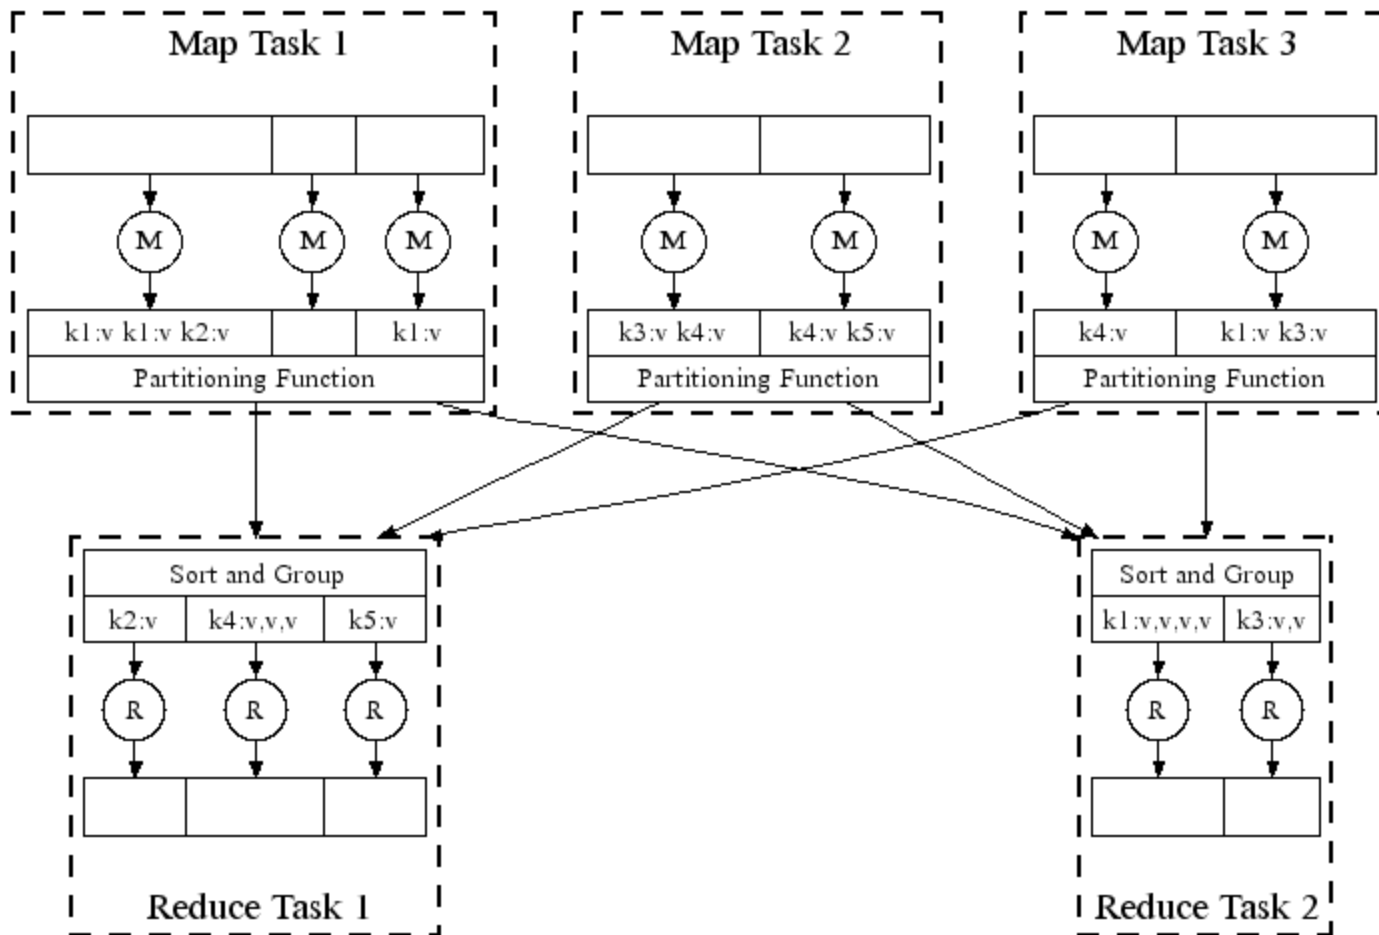 Map Task 1
Map Task 2
Map Task 3
M
M
M
M
M
M
M
k1:v k1:v k2:v
k1:v
k3:v k4:v
k4:v k5:v
k4:v
k1:v k3:v
Partitioning Function
Partitioning Function
Partitioning Function
Sort and Group
Sort and Group
k2:v
k4:v,v,v
k5:v
k1:v,v,v,v
k3:v,v
R
R
R
R
R
Reduce Task 1
Reduce Task 2